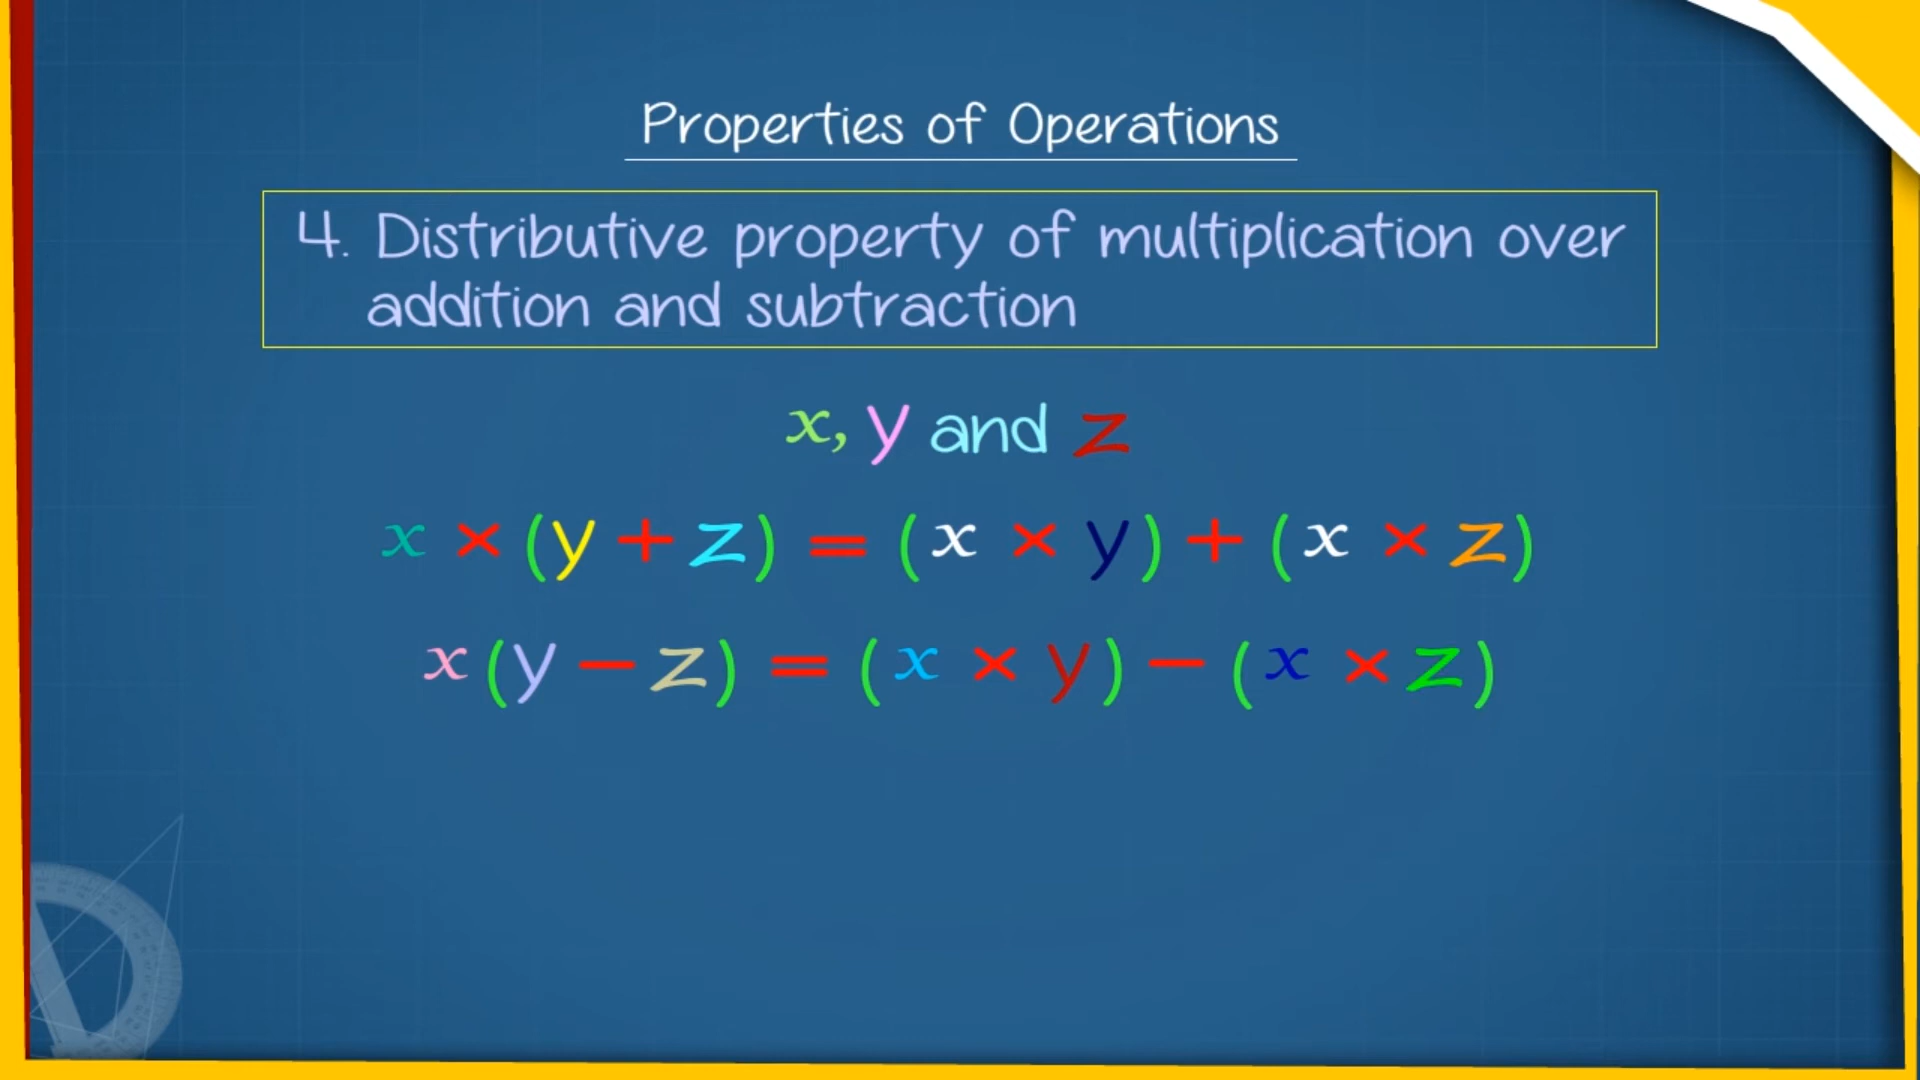 Properties of Operations
4. Distributive property of multiplication over
addition and subtraction
x, y and z
x × (y + z) = (x × y) + (x × z)
x (y − z) = (x × y) − (x × z)